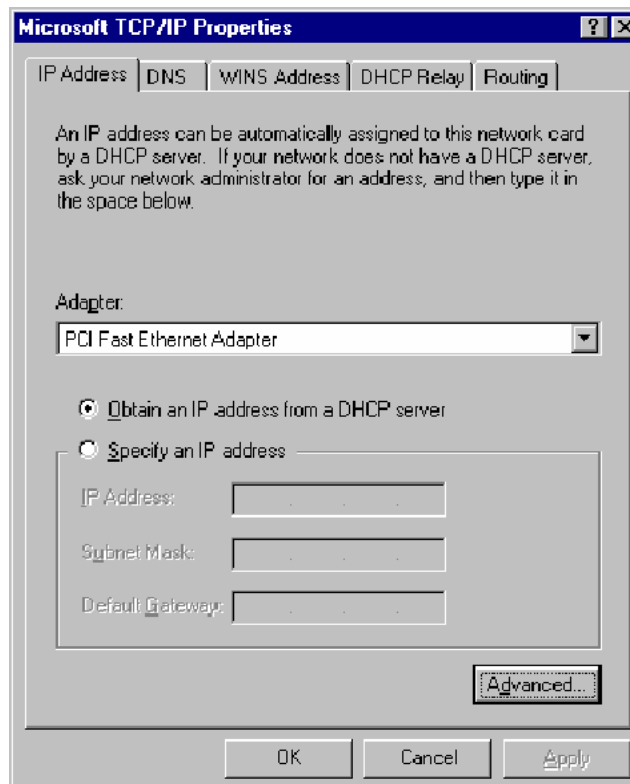 Microsoft TCP/IP Properties
IP Address DNS WINS Address DHCP Relay Routing
An IP address can be automatically assigned to this network card
by a DHCP server. If your network does not have a DHCP server,
ask your network administrator for an address, and then type it in
the space below.
Adapter:
PCI Fast Ethernet Adapter
Obtain an IP address from a DHCP server
Specify an IP address
IP Address:
Subnet Mask:
Default Gateway:
Advanced...
OK Cancel Apply